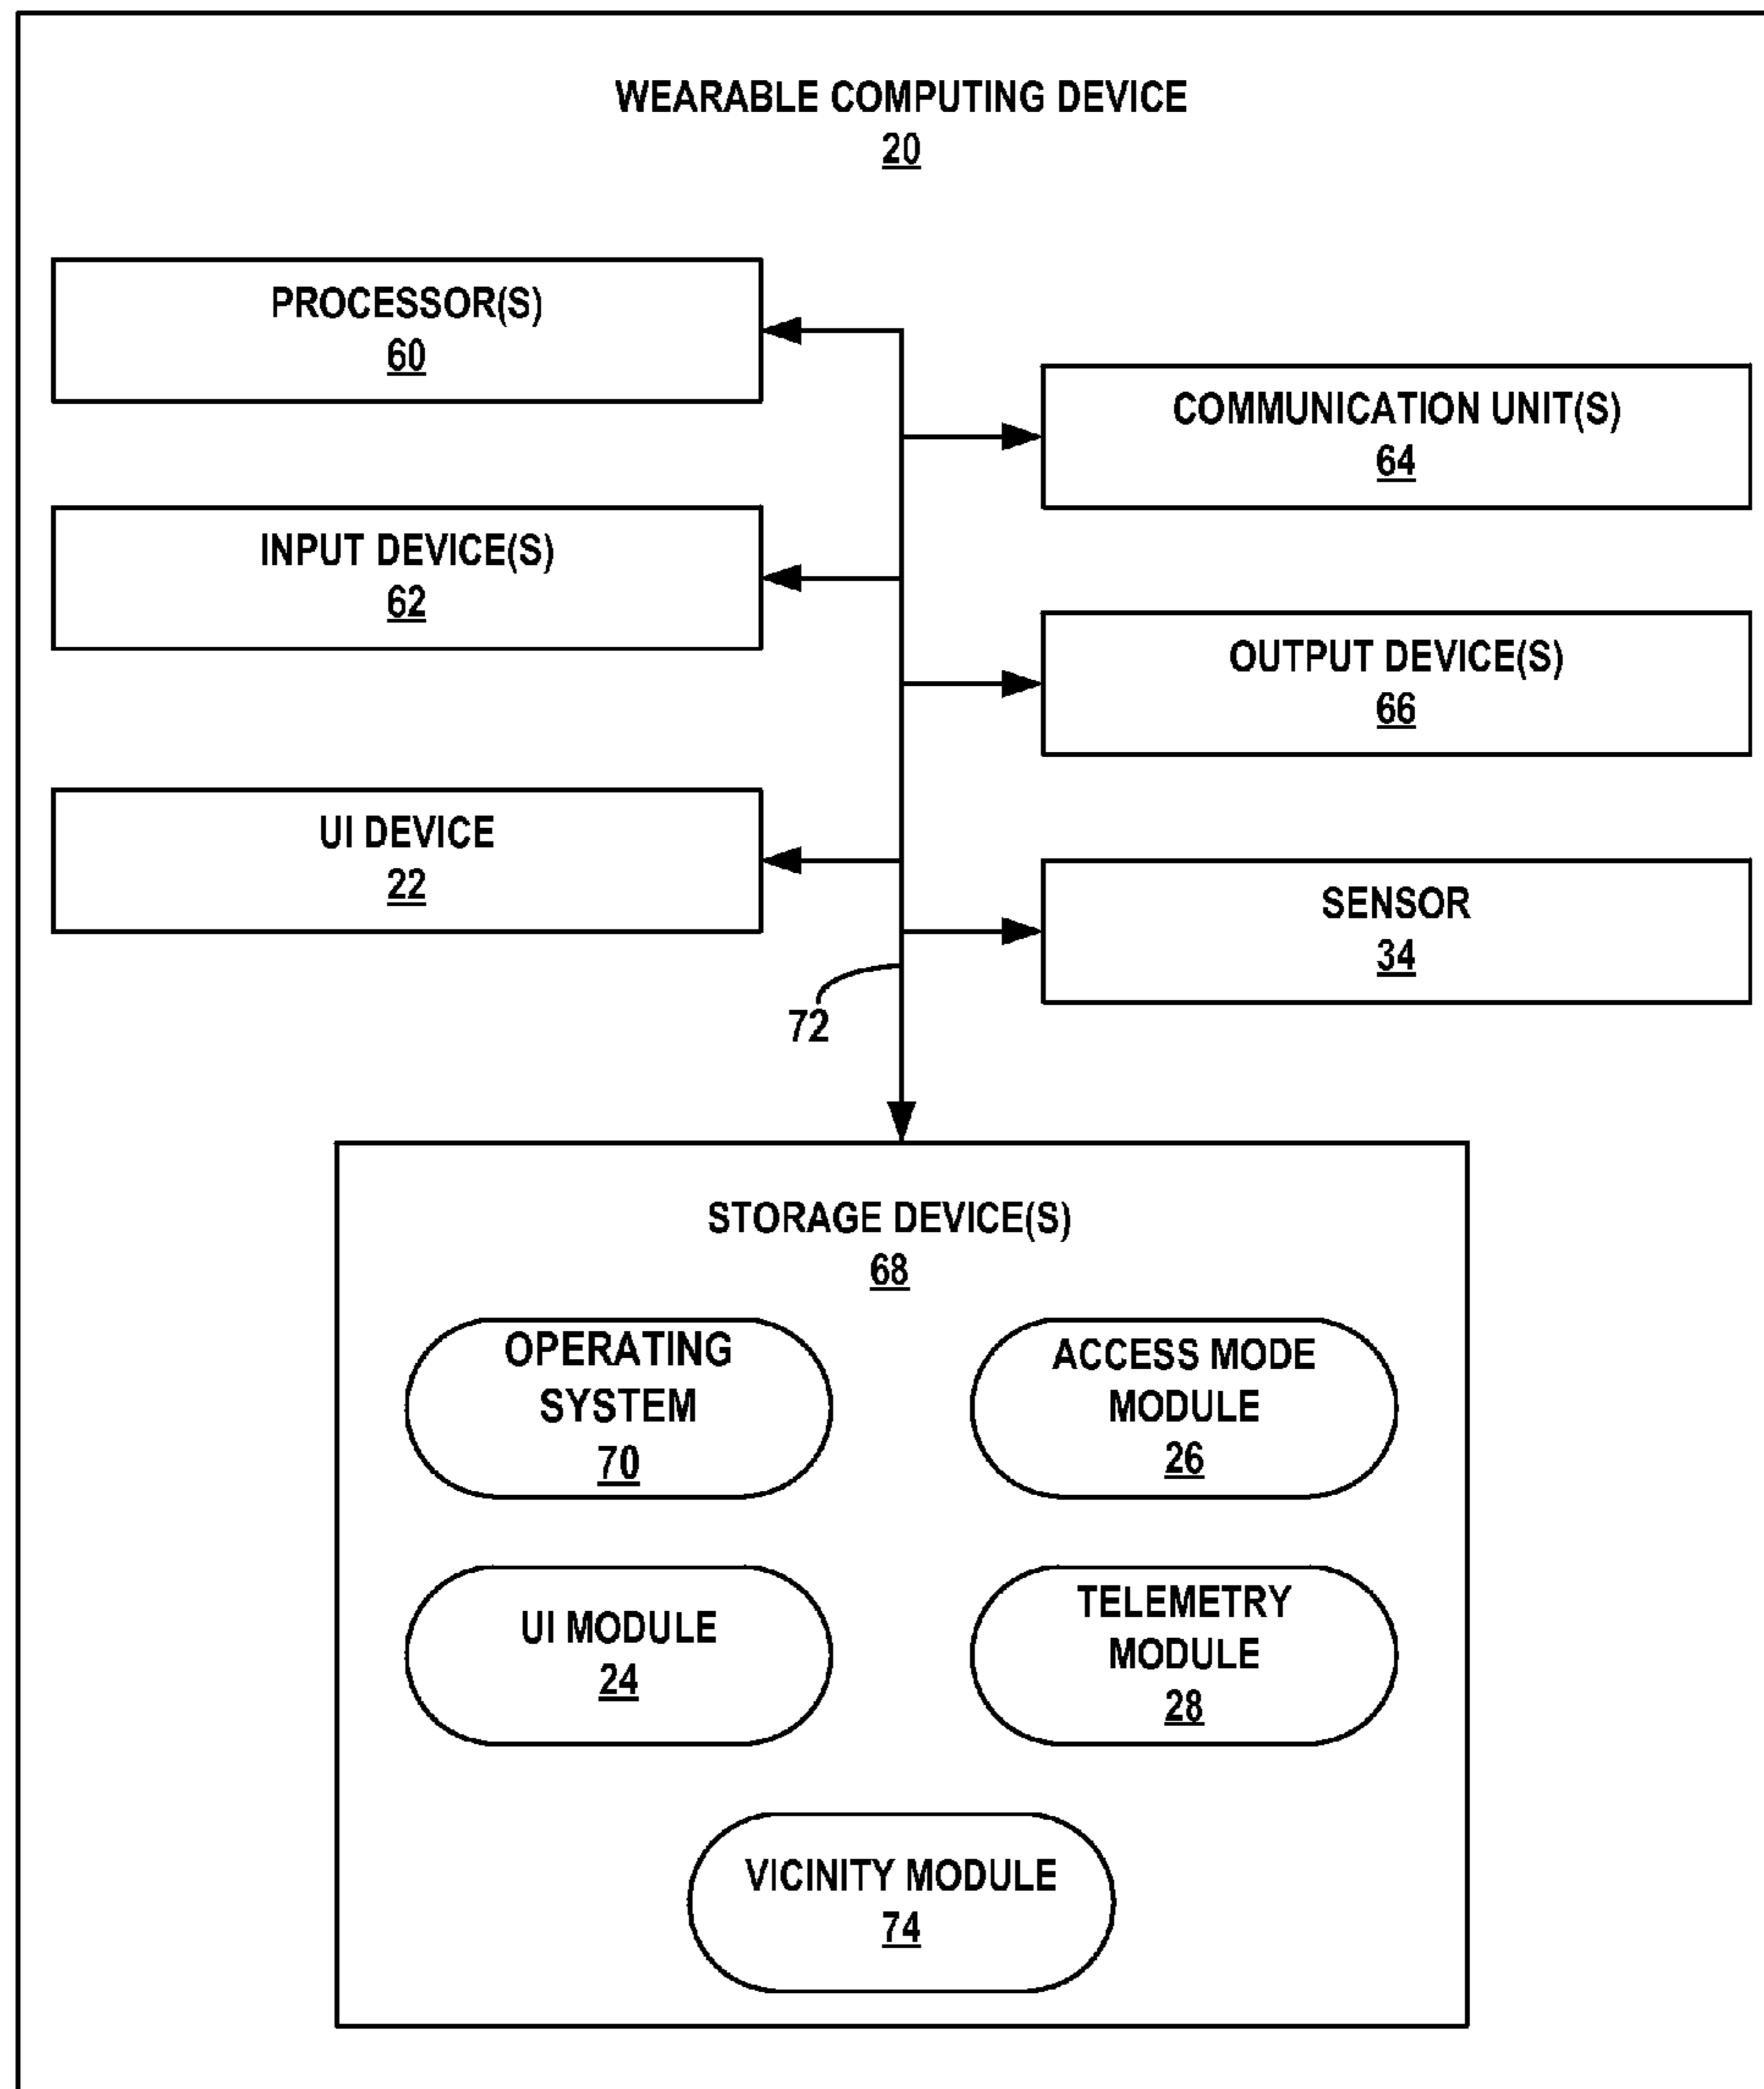 WEARABLE COMPUTING DEVICE
20
PROCESSOR(S)
60
COMMUNICATION UNIT(S)
64
INPUT DEVICE(S)
62
OUTPUT DEVICE(S)
66
UI DEVICE
22
SENSOR
34
72
STORAGE DEVICE(S)
68
OPERATING
SYSTEM
70
ACCESS MODE
MODULE
26
UI MODULE
24
TELEMETRY
MODULE
28
VICINITY MODULE
74